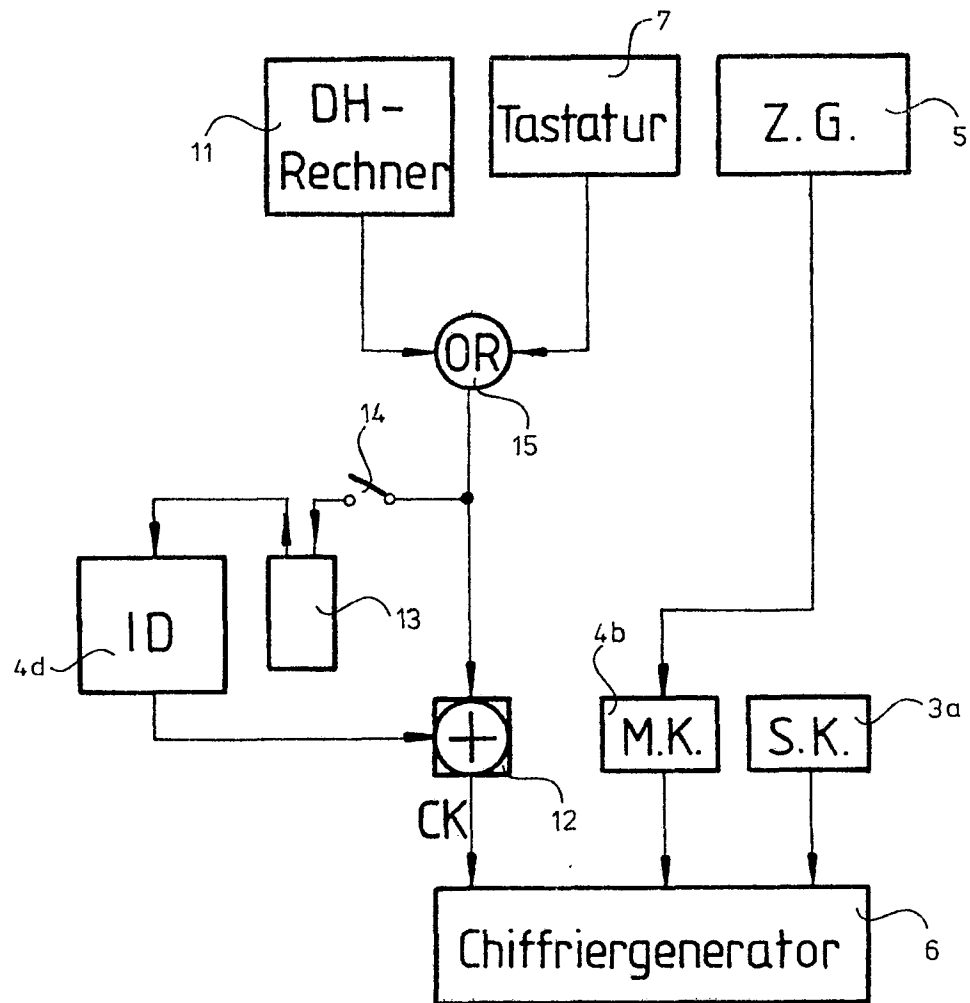 7
DH-
Rechner
11
Tastatur
Z.G.
5
OR
15
14
ID
4d
13
4b
M.K.
S.K.
3a
12
CK
Chiffriergenerator
6